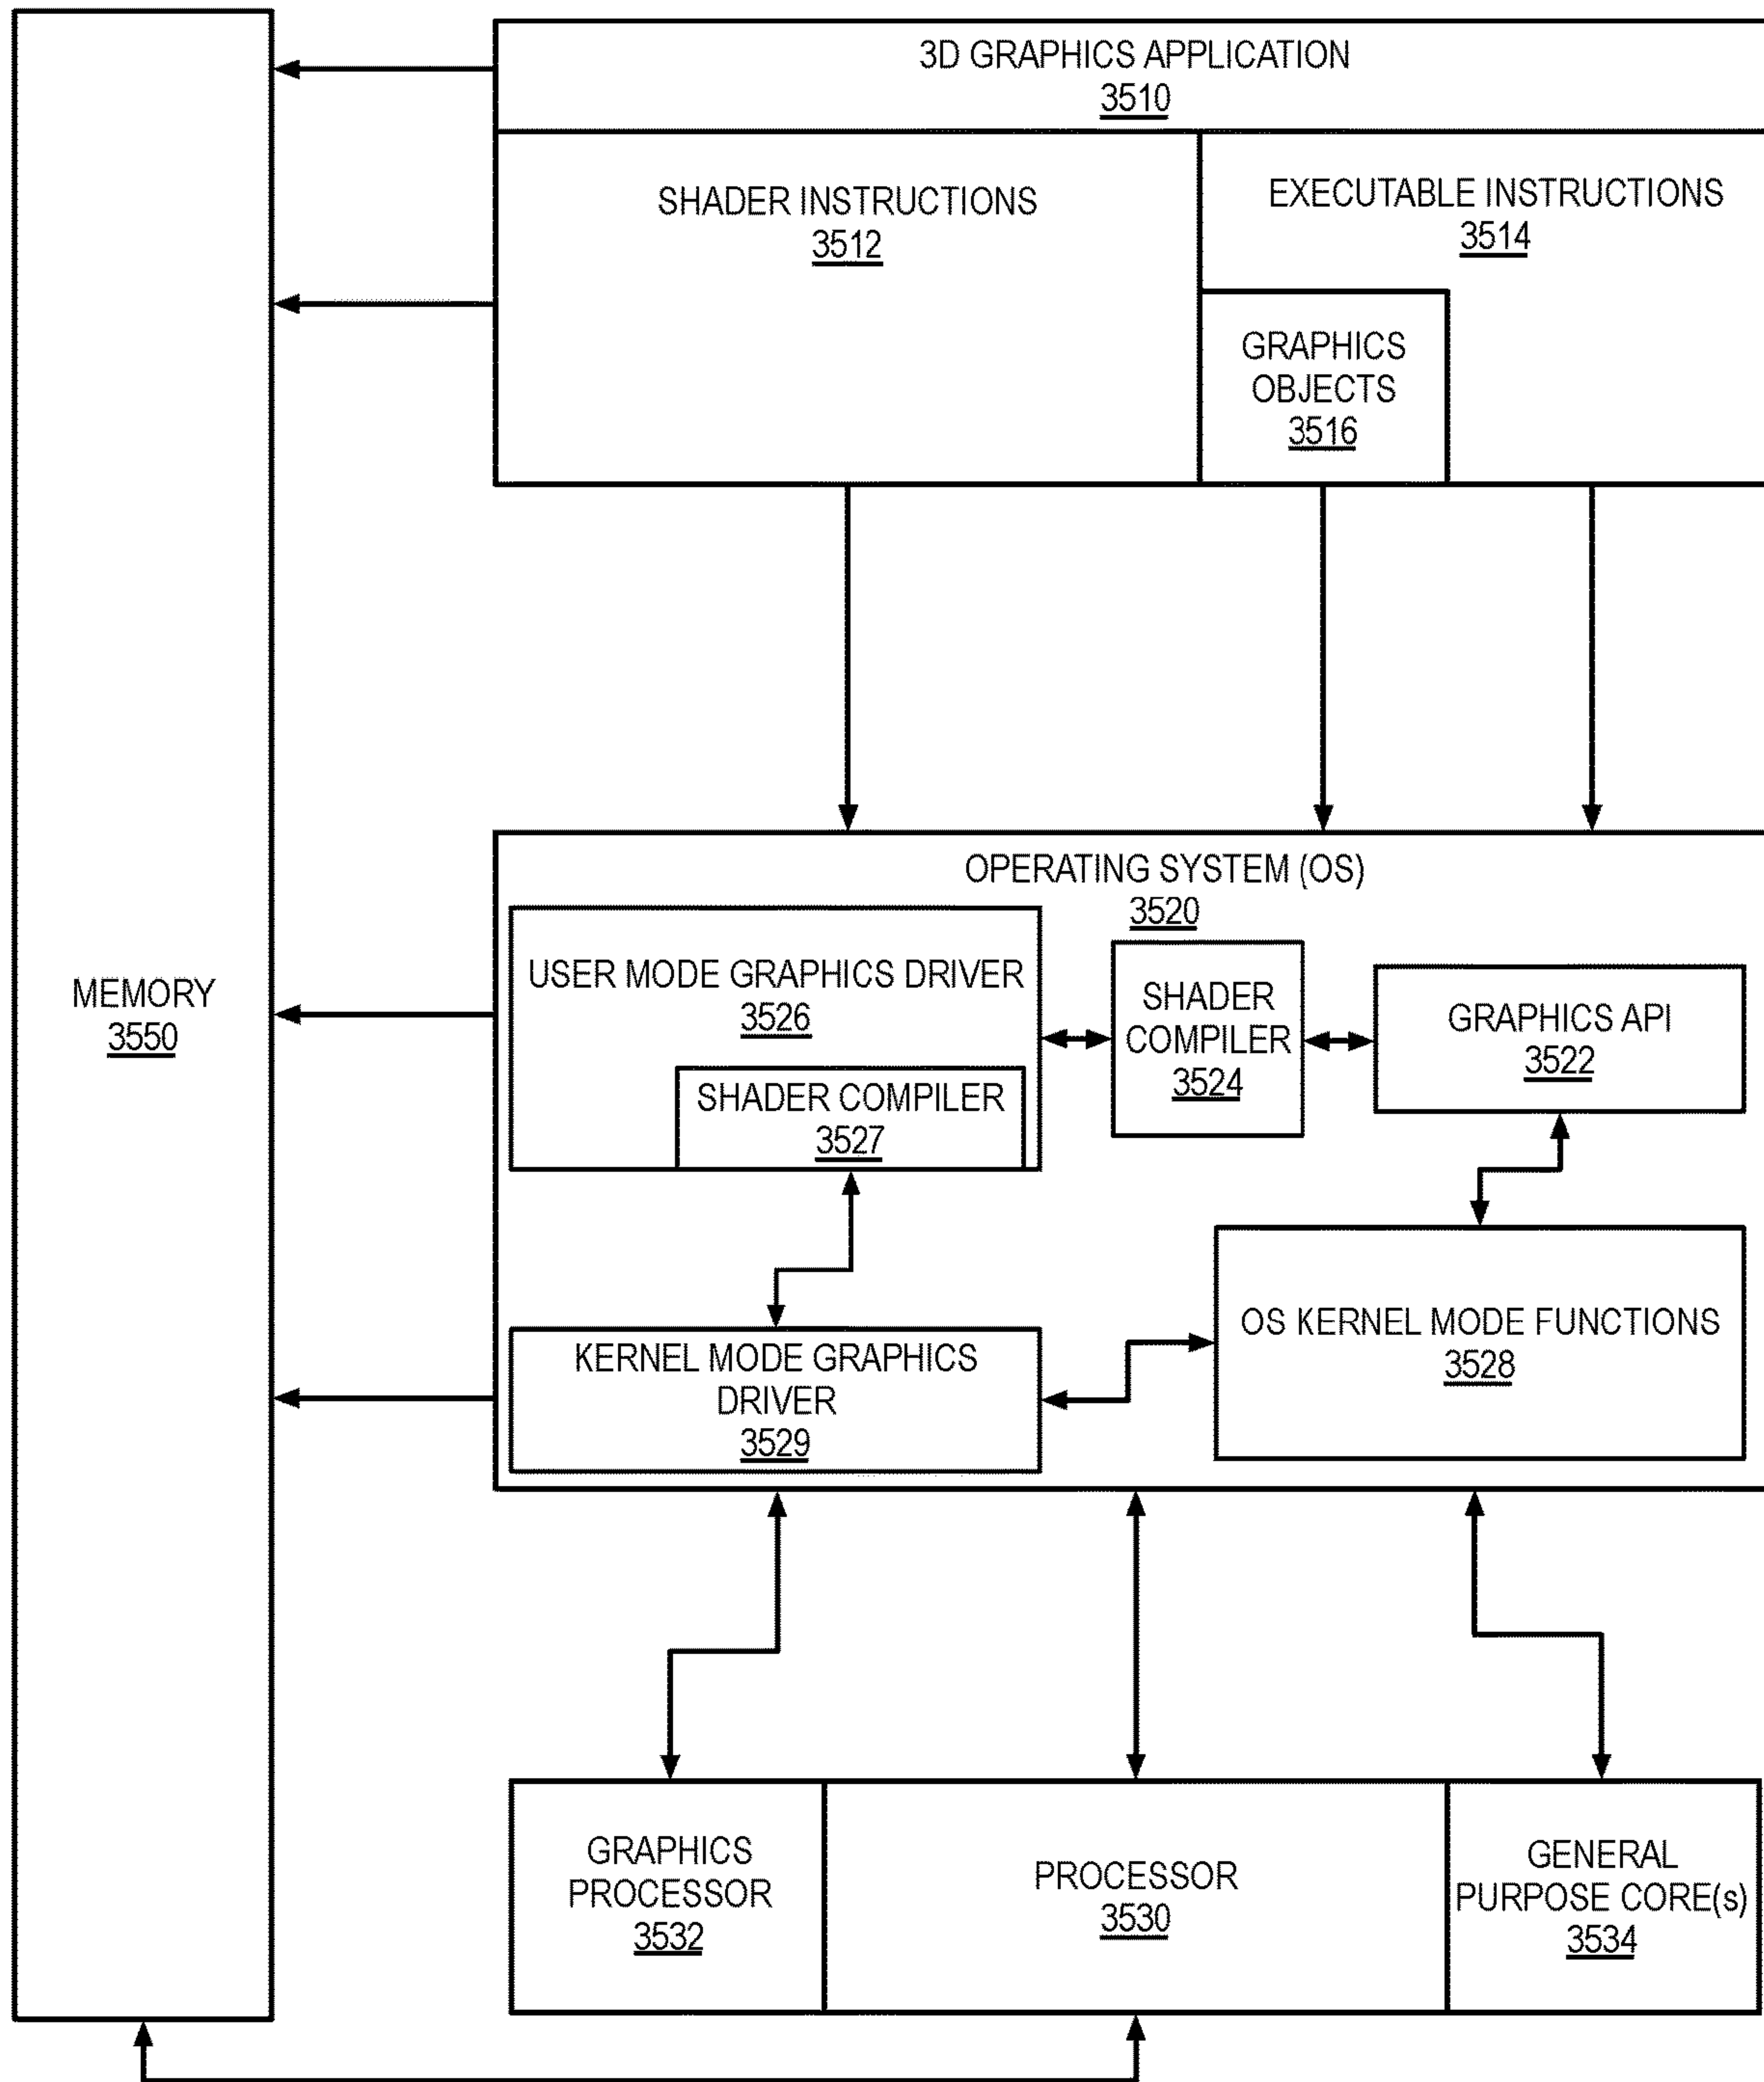 3D GRAPHICS APPLICATION
3510
SHADER INSTRUCTIONS
3512
EXECUTABLE INSTRUCTIONS
3514
GRAPHICS
OBJECTS
3516
OPERATING SYSTEM (OS)
3520
USER MODE GRAPHICS DRIVER
3526
SHADER COMPILER
3527
SHADER
COMPILER
3524
GRAPHICS API
3522
MEMORY
3550
KERNEL MODE GRAPHICS
DRIVER
3529
OS KERNEL MODE FUNCTIONS
3528
GRAPHICS
PROCESSOR
3532
PROCESSOR
3530
GENERAL
PURPOSE CORE(s)
3534